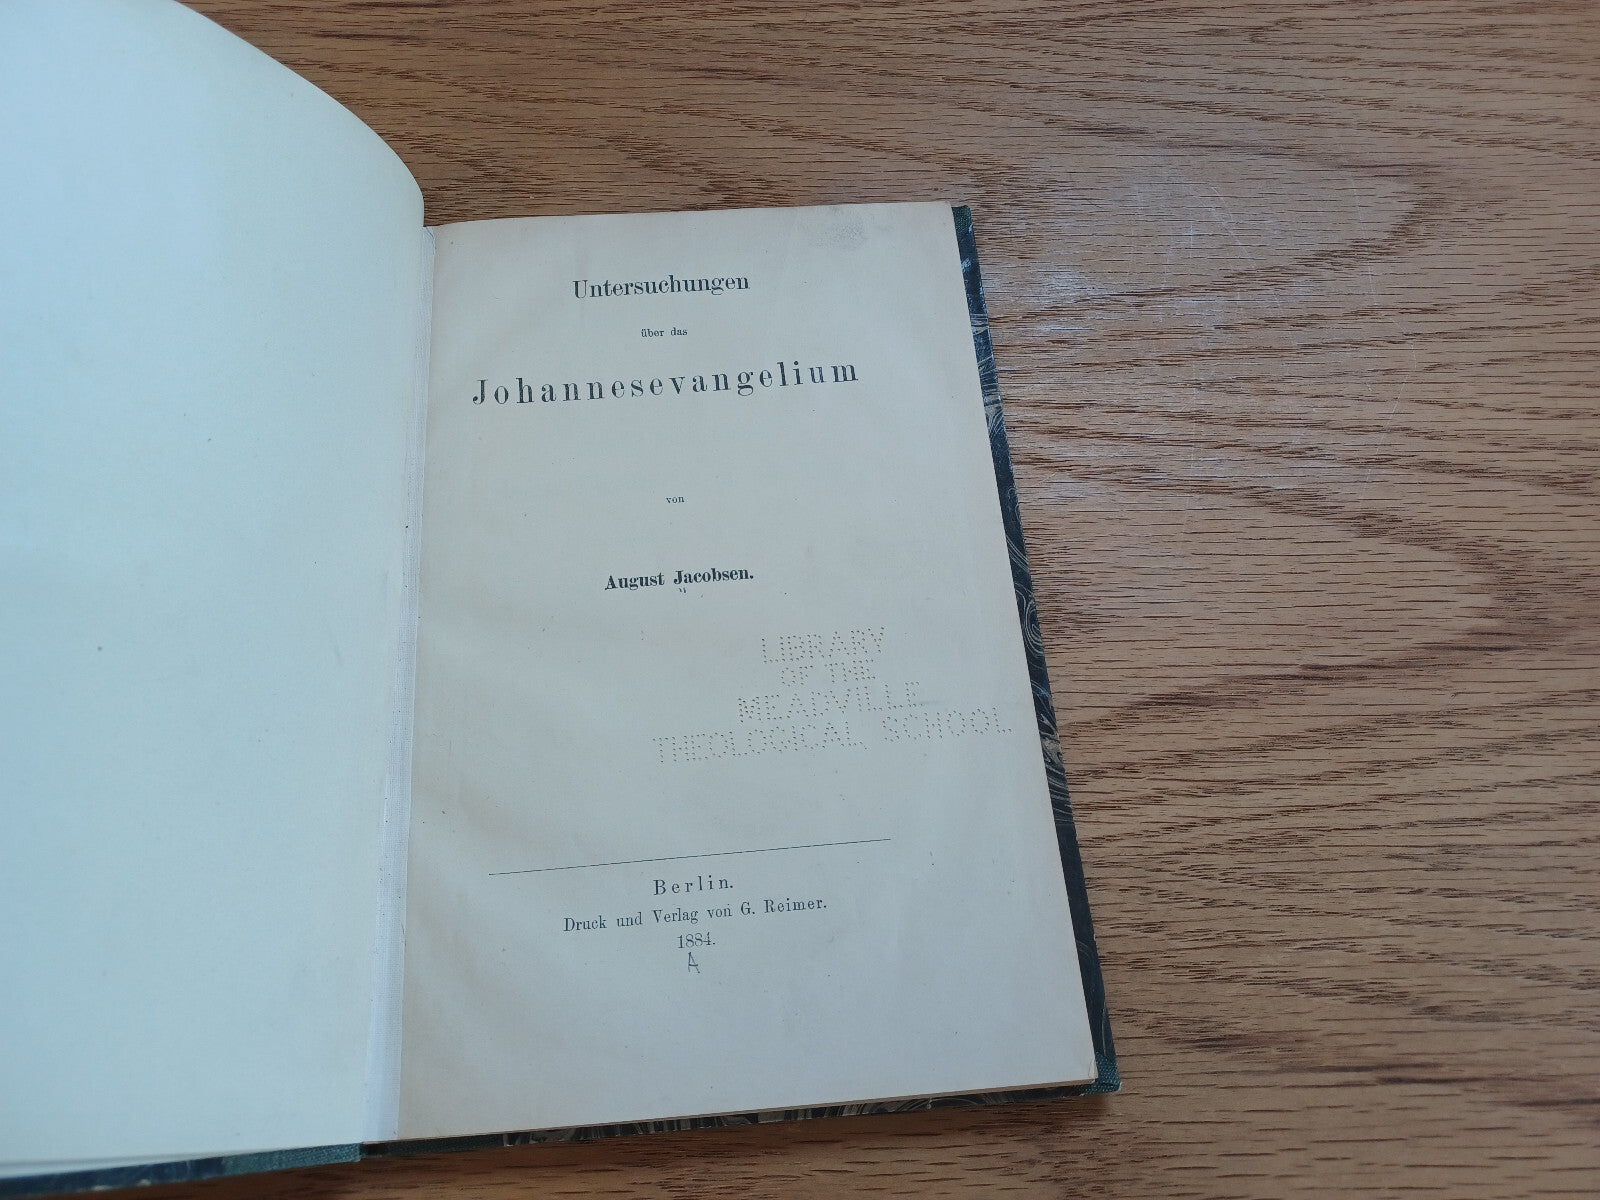 Untersuchungen
über das
Johannesevangelium
von
August Jacobsen.
LIBRARY
OF THE
MEADVILLE
THEOLOGICAL SCHOOL
Berlin.
Druck und Verlag von G. Reimer.
1884.
A